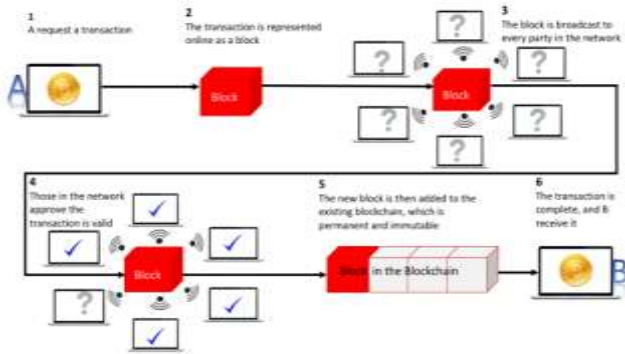 1
A request a transaction
2
The transaction is represented
online as a block
3
The block is broadcast to
every party in the network
A
Block
Block
?
?
?
?
?
?
4
Those in the network
approve the
transaction is valid
5
The new block is then added to the
existing blockchain, which is
permanent and immutable
6
The transaction is
complete, and B
receive it
?
Block
Block in the Blockchain
B